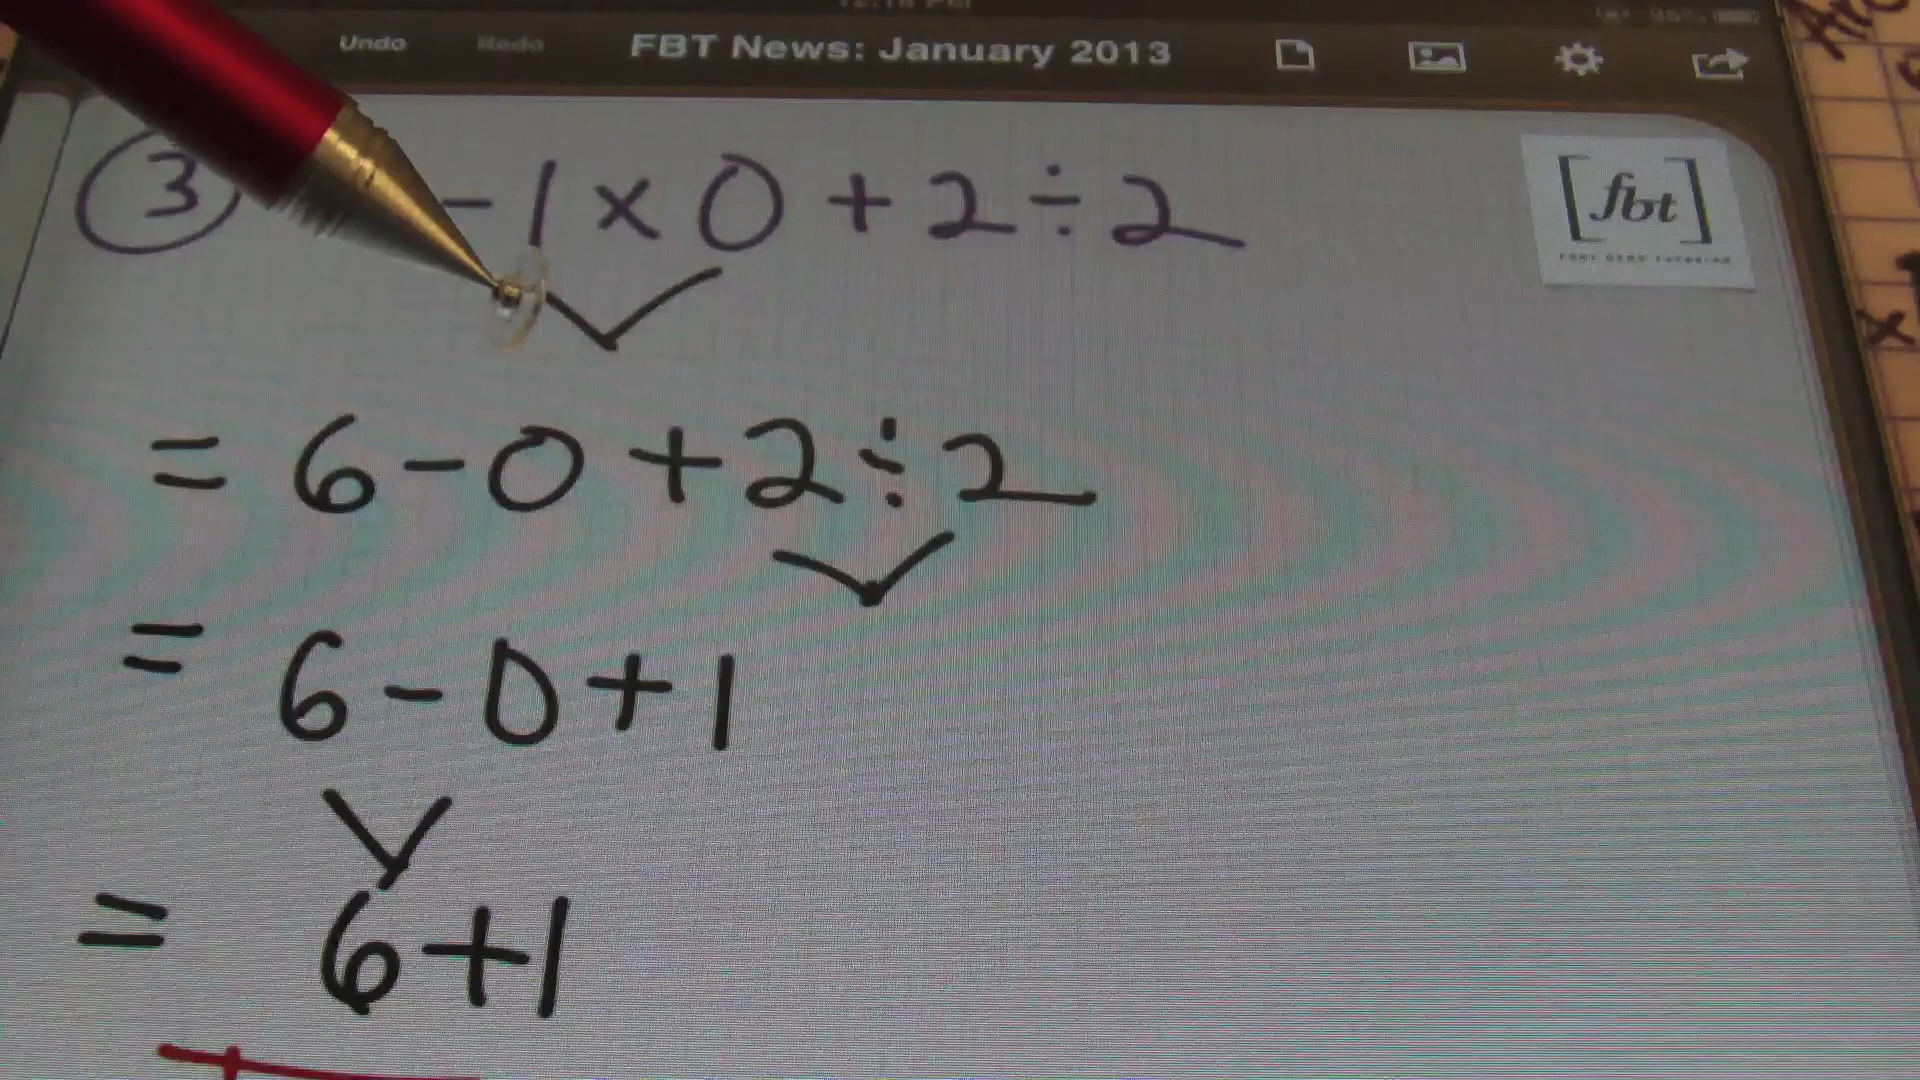 Undo Redo FBT News: January 2013
③ - 1 × 0 + 2 ÷ 2
[fbt]
= 6 - 0 + 2 ÷ 2
= 6 - 0 + 1
= 6 + 1